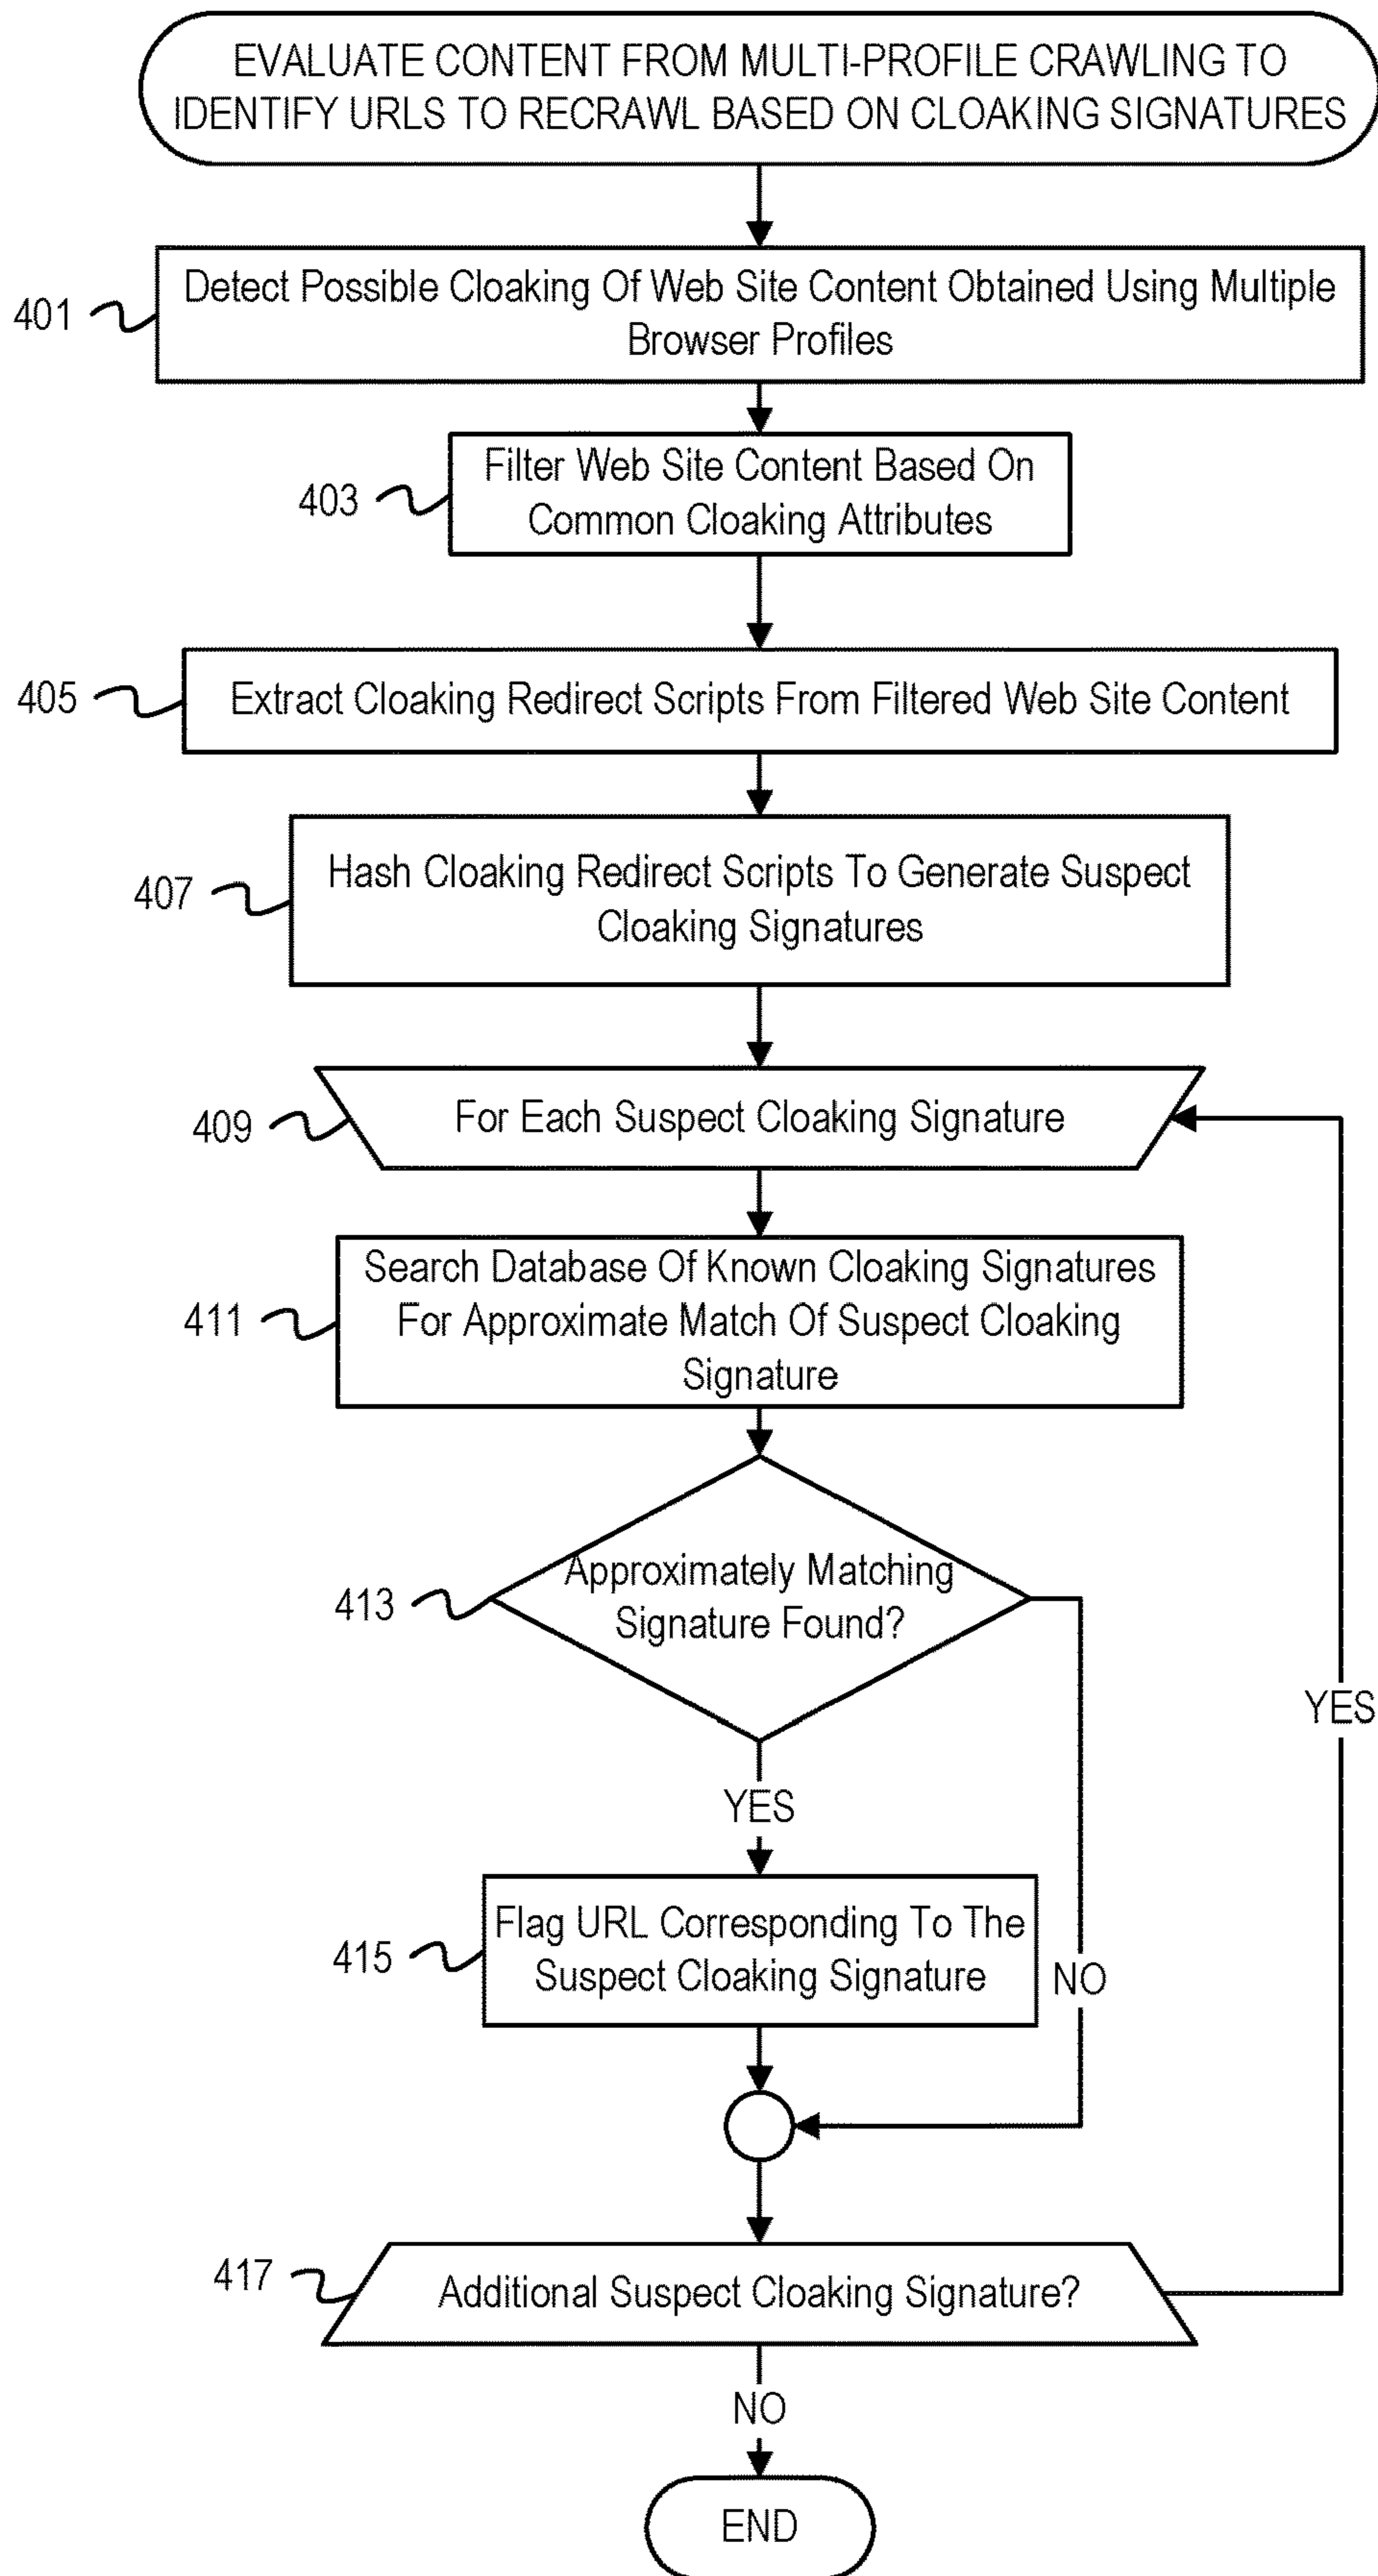 EVALUATE CONTENT FROM MULTI-PROFILE CRAWLING TO
IDENTIFY URLS TO RECRAWL BASED ON CLOAKING SIGNATURES
401
Detect Possible Cloaking Of Web Site Content Obtained Using Multiple
Browser Profiles
403
Filter Web Site Content Based On
Common Cloaking Attributes
405
Extract Cloaking Redirect Scripts From Filtered Web Site Content
407
Hash Cloaking Redirect Scripts To Generate Suspect
Cloaking Signatures
409
For Each Suspect Cloaking Signature
411
Search Database Of Known Cloaking Signatures
For Approximate Match Of Suspect Cloaking
Signature
413
Approximately Matching
Signature Found?
YES
YES
415
Flag URL Corresponding To The
Suspect Cloaking Signature
NO
417
Additional Suspect Cloaking Signature?
NO
END